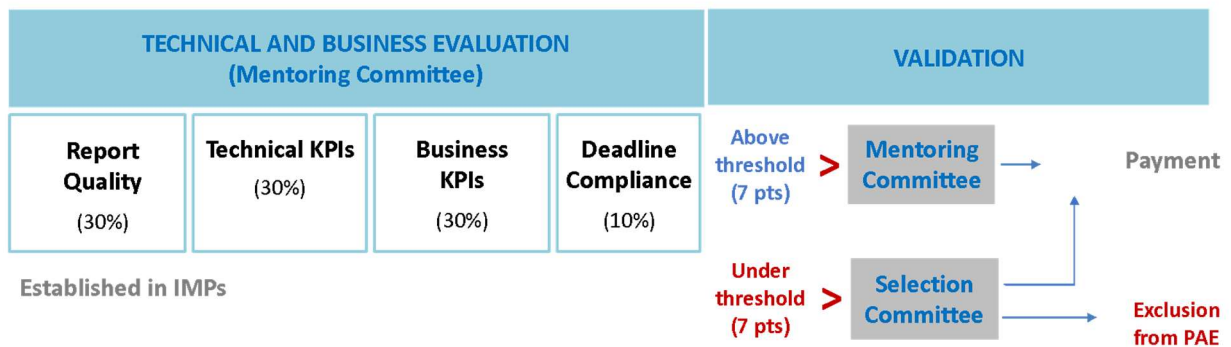 TECHNICAL AND BUSINESS EVALUATION
(Mentoring Committee)
VALIDATION
Report
Quality
(30%)
Technical KPIs
(30%)
Business
KPIs
(30%)
Deadline
Compliance
(10%)
Established in IMPs
Above
threshold
(7 pts)
>
Mentoring
Committee
Payment
Under
threshold
(7 pts)
>
Selection
Committee
Exclusion
from PAE